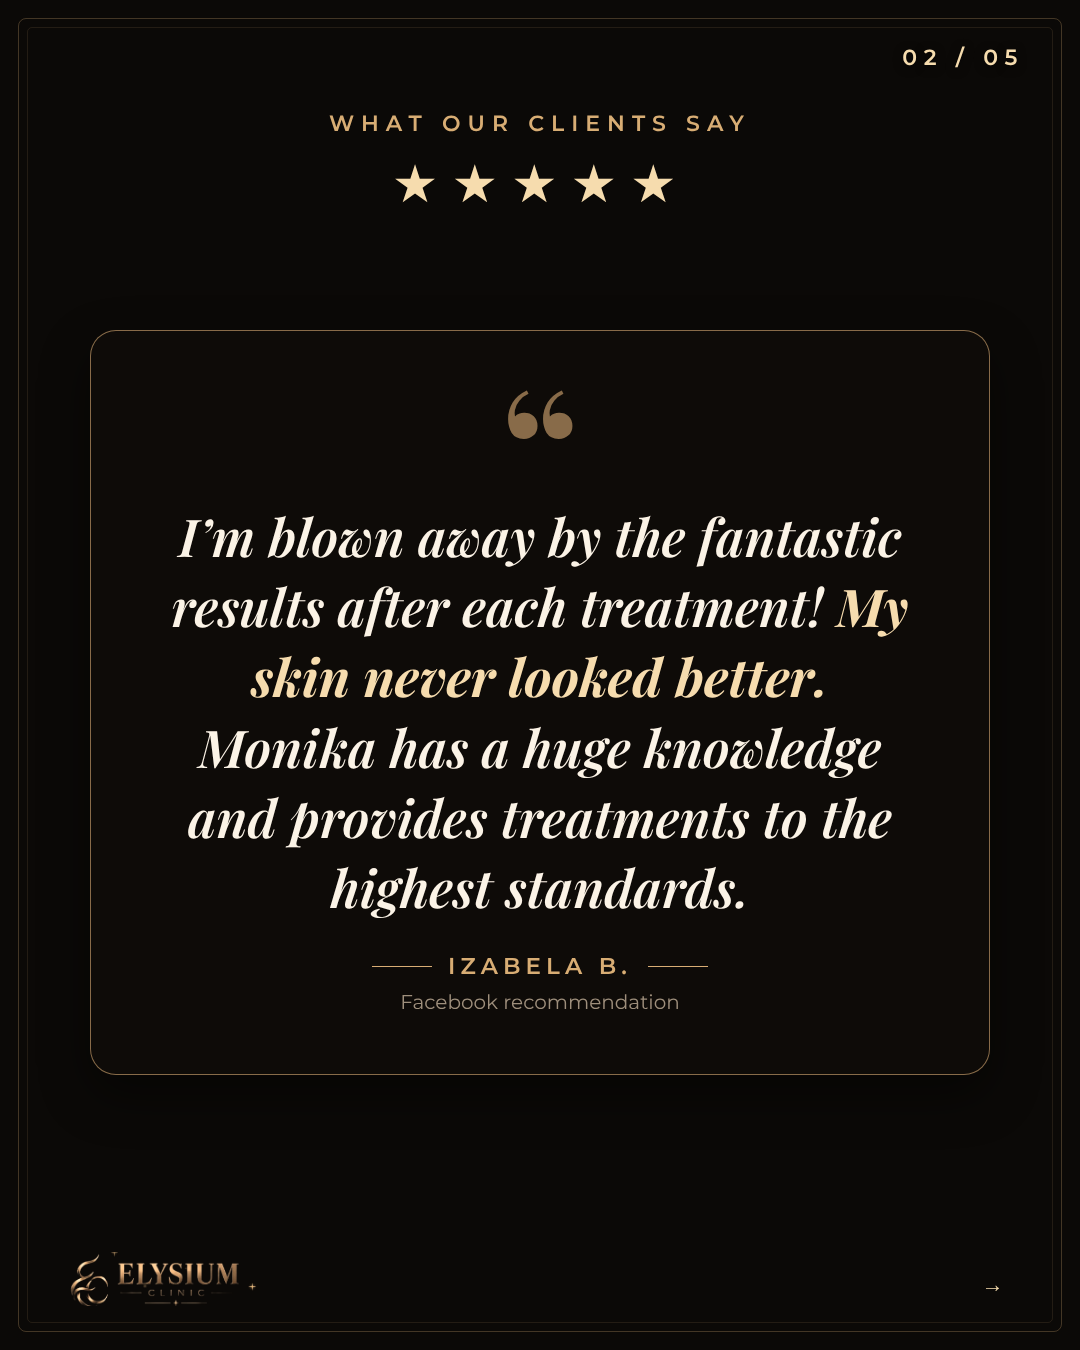 02 / 05
WHAT OUR CLIENTS SAY
★★★★★
“
I’m blown away by the fantastic
results after each treatment! My
skin never looked better.
Monika has a huge knowledge
and provides treatments to the
highest standards.
IZABELA B.
Facebook recommendation
ELYSIUM
CLINIC
→